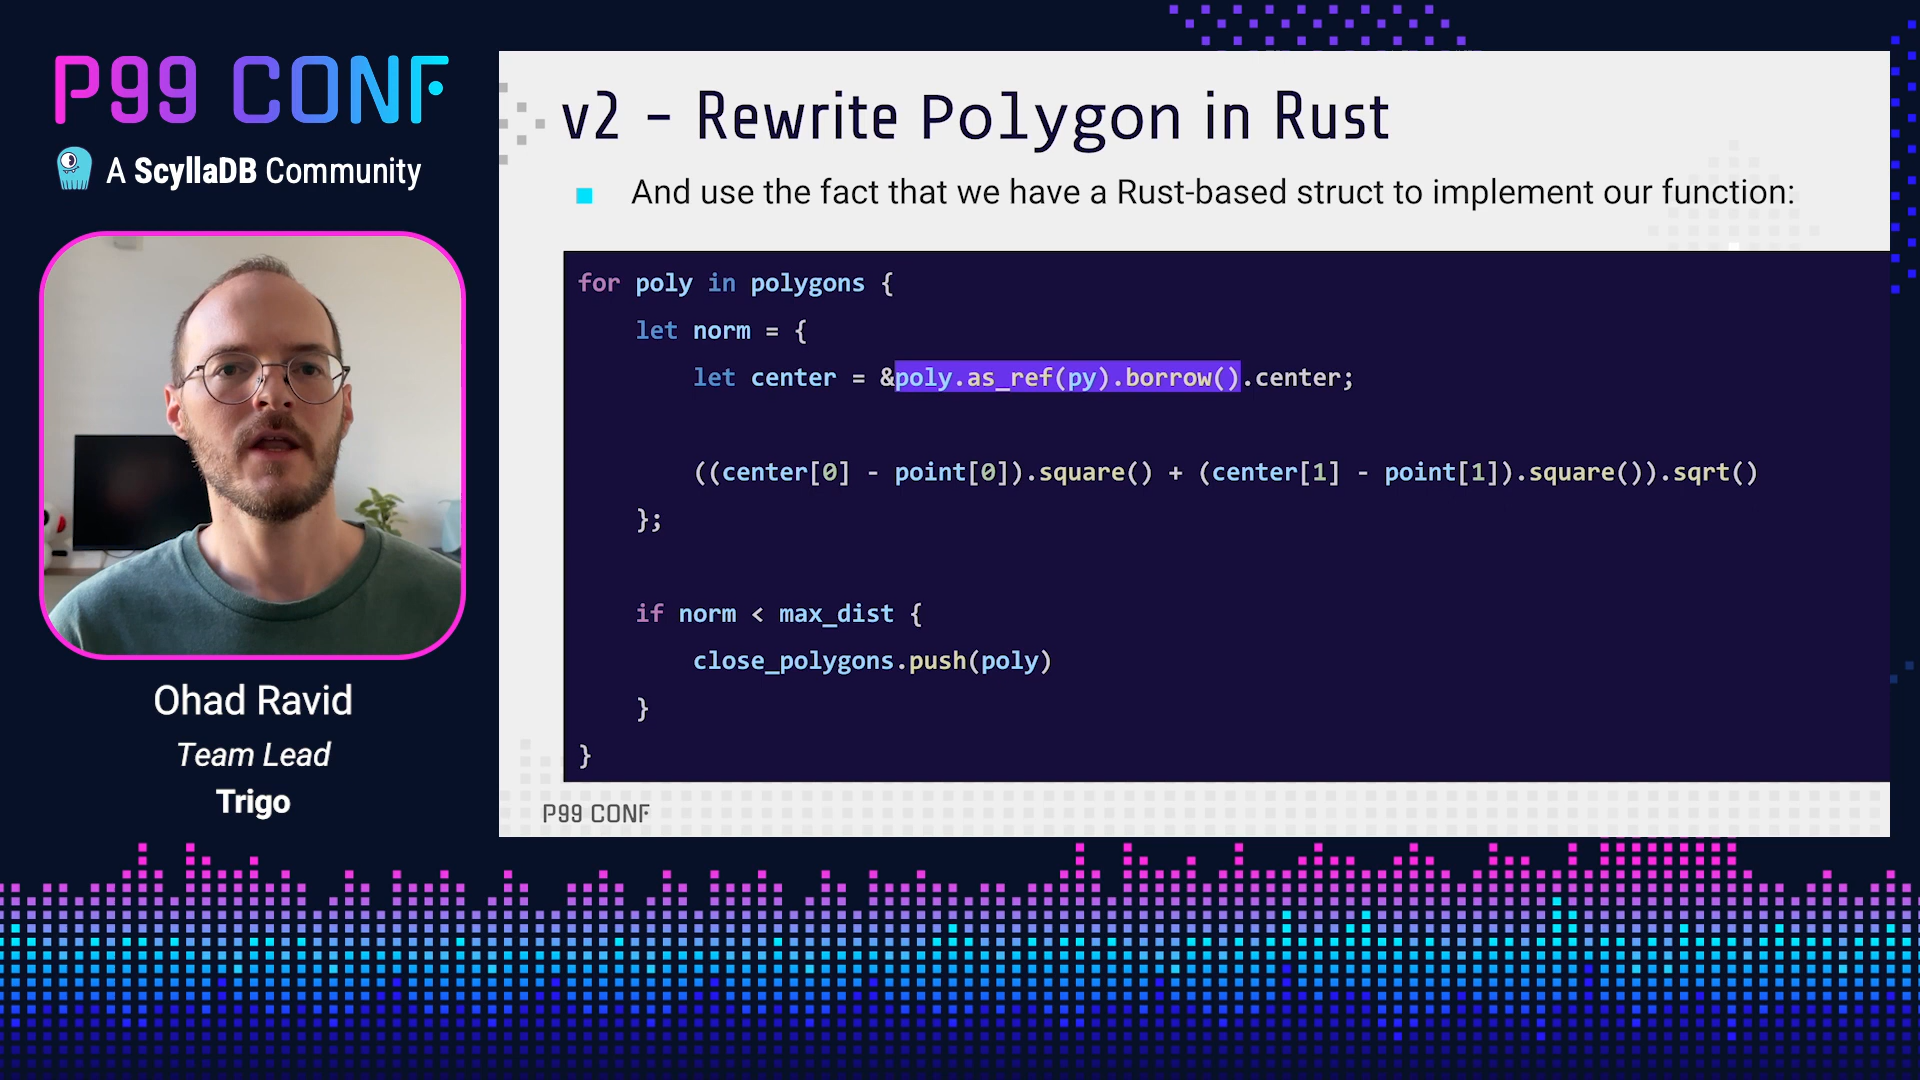 P99 CONF
A ScyllaDB Community
Ohad Ravid
Team Lead
Trigo
v2 - Rewrite Polygon in Rust
And use the fact that we have a Rust-based struct to implement our function:
for poly in polygons {
    let norm = {
        let center = &poly.as_ref(py).borrow().center;
        ((center[0] - point[0]).square() + (center[1] - point[1]).square()).sqrt()
    };
    if norm < max_dist {
        close_polygons.push(poly)
    }
}
P99 CONF